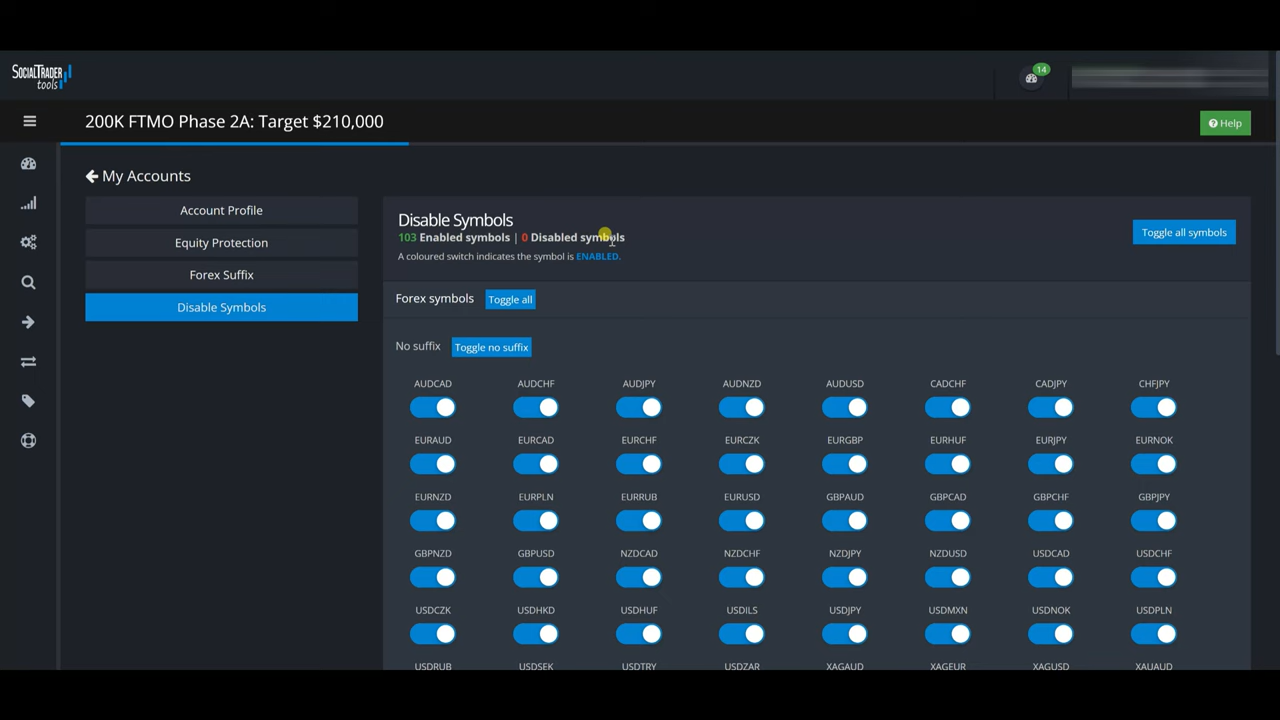 SOCIALTRADER
tools
14
200K FTMO Phase 2A: Target $210,000
Help
My Accounts
Account Profile
Equity Protection
Forex Suffix
Disable Symbols
Disable Symbols
103 Enabled symbols | 0 Disabled symbols
A coloured switch indicates the symbol is ENABLED.
Toggle all symbols
Forex symbols Toggle all
No suffix Toggle no suffix
AUDCAD AUDCHF AUDJPY AUDNZD AUDUSD CADCHF CADJPY CHFJPY
EURAUD EURCAD EURCHF EURCZK EURGBP EURHUF EURJPY EURNOK
EURNZD EURPLN EURRUB EURUSD GBPAUD GBPCAD GBPCHF GBPJPY
GBPNZD GBPUSD NZDCAD NZDCHF NZDJPY NZDUSD USDCAD USDCHF
USDCZK USDHKD USDHUF USDILS USDJPY USDMXN USDNOK USDPLN
USDRUB USDSEK USDTRY USDZAR XAGAUD XAGEUR XAGUSD XAUAUD